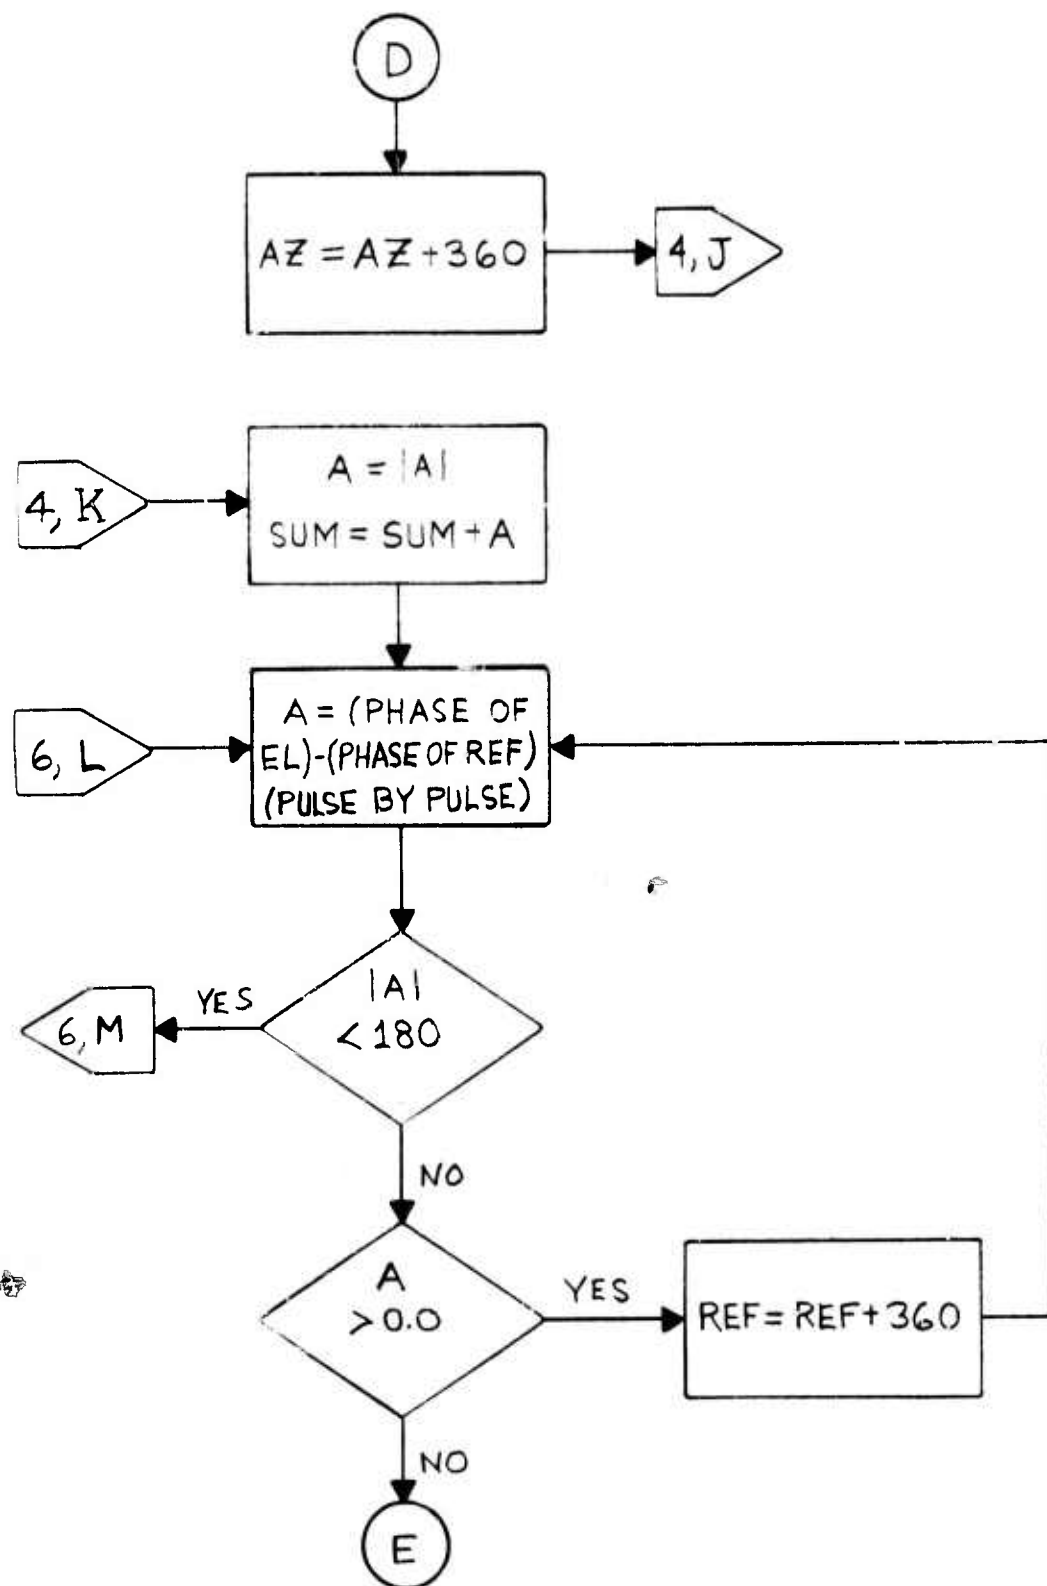 D
AZ = AZ + 360
4, J
4, K
A = |A|
SUM = SUM + A
6, L
A = (PHASE OF
EL)-(PHASE OF REF)
(PULSE BY PULSE)
|A|
< 180
YES
6, M
NO
A
> 0.0
YES
REF = REF + 360
NO
E